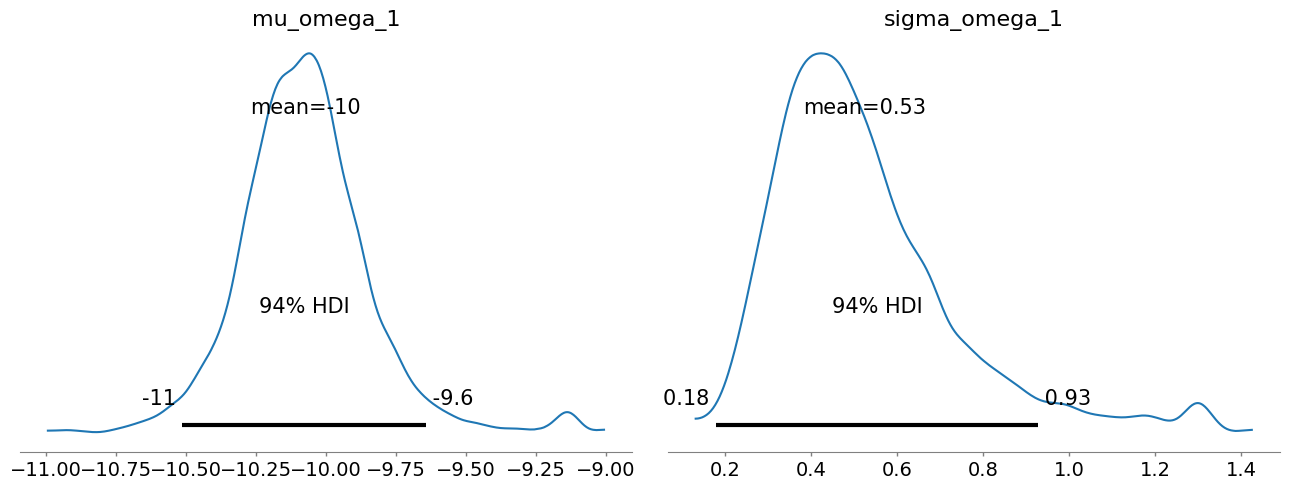 mu_omega_1
mean=-10
94% HDI
-11
-9.6
−11.00 −10.75 −10.50 −10.25 −10.00 −9.75 −9.50 −9.25 −9.00
sigma_omega_1
mean=0.53
94% HDI
0.18
0.93
0.2 0.4 0.6 0.8 1.0 1.2 1.4